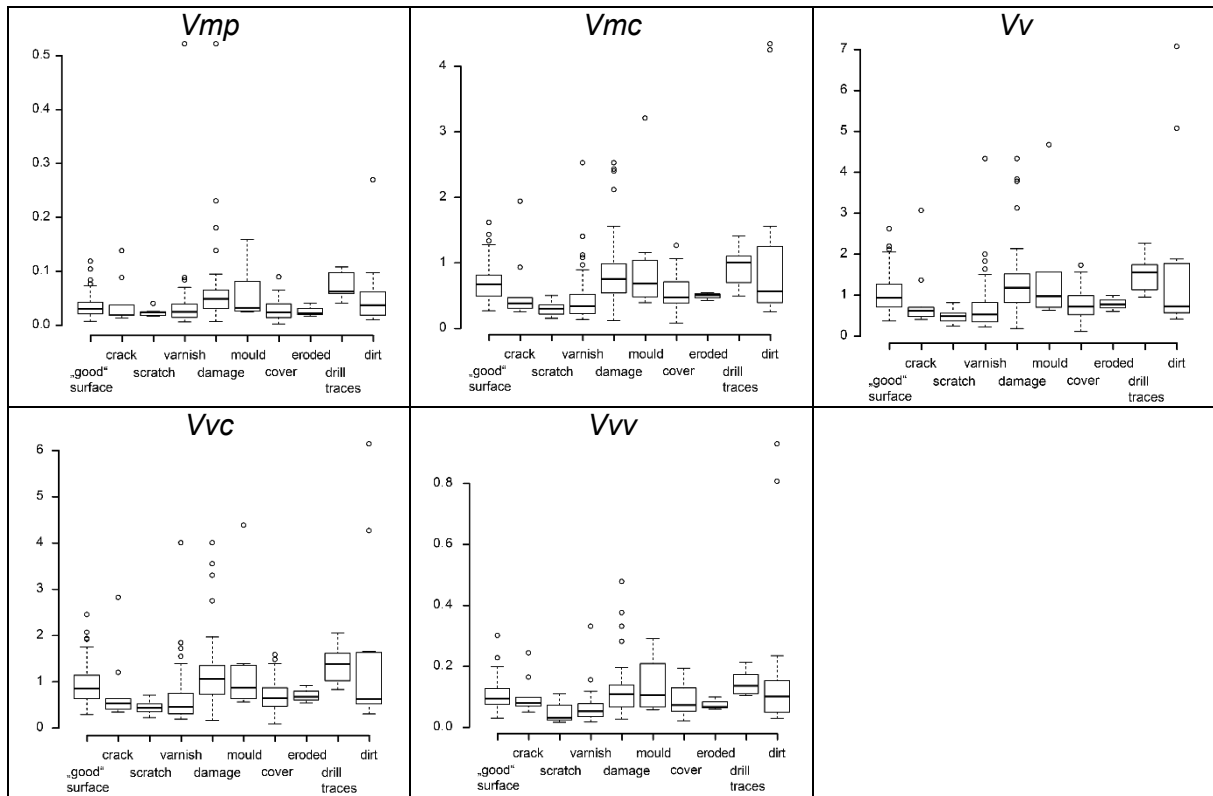 Vmp
0.5
0.4
0.3
0.2
0.1
0.0
crack varnish mould eroded dirt
„good“ scratch damage cover drill
surface traces
Vmc
4
3
2
1
0
crack varnish mould eroded dirt
„good“ scratch damage cover drill
surface traces
Vv
7
6
5
4
3
2
1
0
crack varnish mould eroded dirt
„good“ scratch damage cover drill
surface traces
Vvc
6
5
4
3
2
1
0
crack varnish mould eroded dirt
„good“ scratch damage cover drill
surface traces
Vvv
0.8
0.6
0.4
0.2
0.0
crack varnish mould eroded dirt
„good“ scratch damage cover drill
surface traces